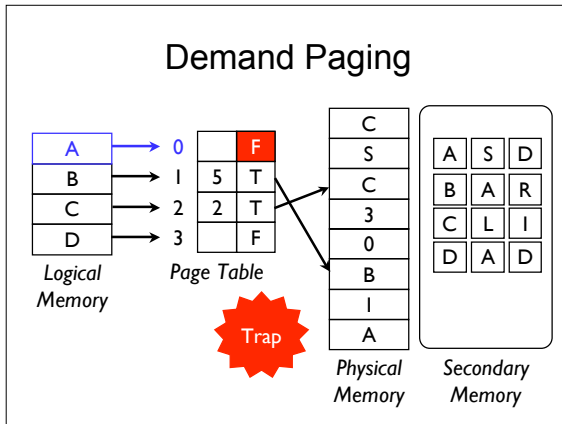 Demand Paging
A 0 F
B 1 5 T
C 2 2 T
D 3 F
Logical Memory
Page Table
Trap
C
S
C
3
0
B
1
A
Physical Memory
A S D
B A R
C L I
D A D
Secondary Memory